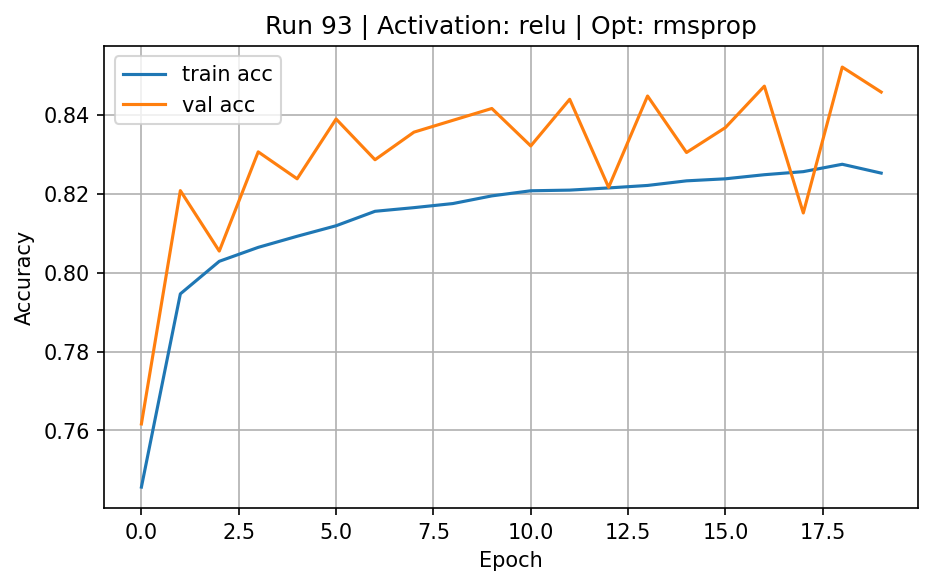 Run 93 | Activation: relu | Opt: rmsprop
train acc
val acc
Accuracy
0.84
0.82
0.80
0.78
0.76
0.0 2.5 5.0 7.5 10.0 12.5 15.0 17.5
Epoch